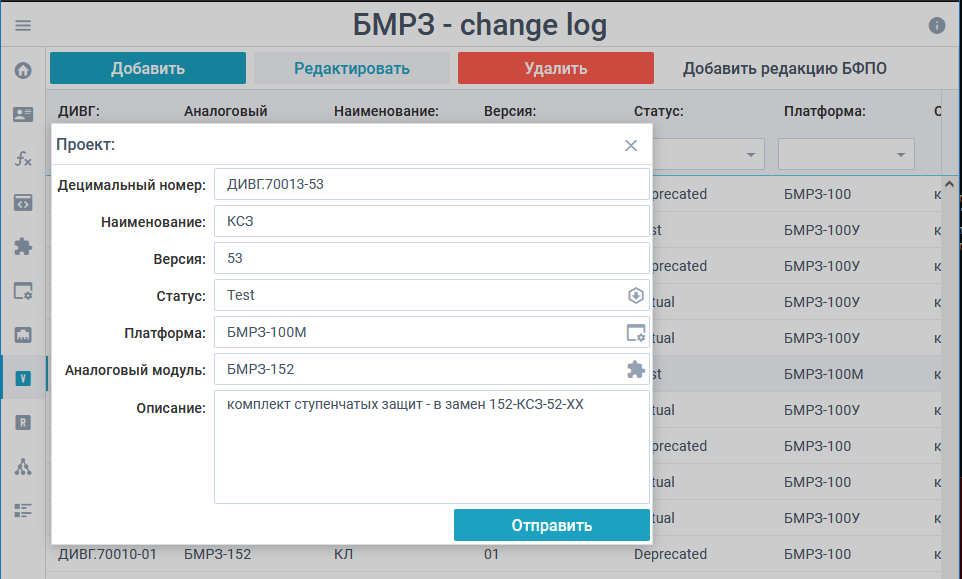 БМРЗ - change log
Добавить Редактировать Удалить Добавить редакцию БФПО
ДИВГ: Аналоговый Наименование: Версия: Статус: Платформа:
Проект:
Децимальный номер: ДИВГ.70013-53
Наименование: КСЗ
Версия: 53
Статус: Test
Платформа: БМРЗ-100М
Аналоговый модуль: БМРЗ-152
Описание: комплект ступенчатых защит - в замен 152-КСЗ-52-ХХ
Отправить
precated БМРЗ-100 к
st БМРЗ-100У к
precated БМРЗ-100У к
tual БМРЗ-100У к
tual БМРЗ-100 к
st БМРЗ-100М к
tual БМРЗ-100 к
precated БМРЗ-100 к
tual БМРЗ-100 к
tual БМРЗ-100У к
ДИВГ.70010-01 БМРЗ-152 КЛ 01 Deprecated БМРЗ-100 к